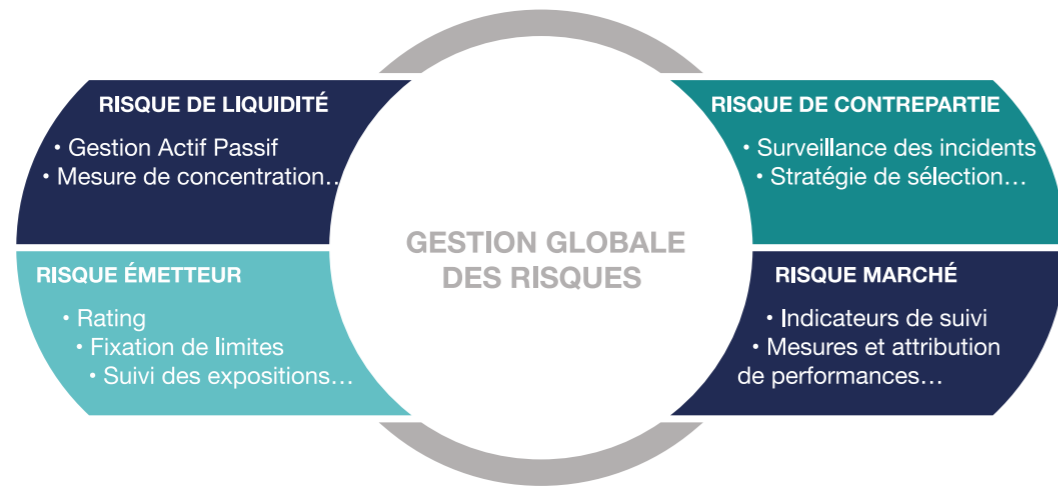 RISQUE DE LIQUIDITÉ
• Gestion Actif Passif
• Mesure de concentration…
RISQUE DE CONTREPARTIE
• Surveillance des incidents
• Stratégie de sélection…
GESTION GLOBALE
DES RISQUES
RISQUE ÉMETTEUR
• Rating
• Fixation de limites
• Suivi des expositions…
RISQUE MARCHÉ
• Indicateurs de suivi
• Mesures et attribution
de performances…